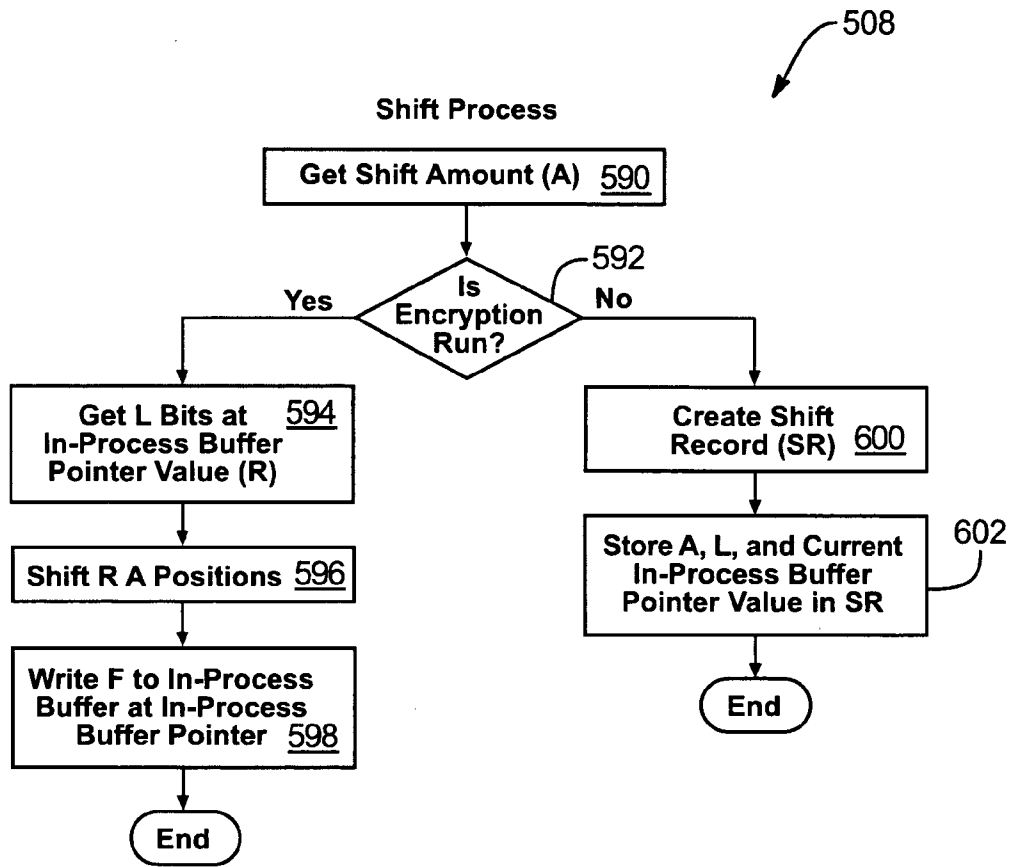 508
Shift Process
Get Shift Amount (A) 590
592
Is
Encryption
Run?
Yes
No
Get L Bits at 594
In-Process Buffer
Pointer Value (R)
Shift R A Positions 596
Write F to In-Process
Buffer at In-Process
Buffer Pointer 598
End
Create Shift
Record (SR) 600
Store A, L, and Current
In-Process Buffer
Pointer Value in SR
602
End